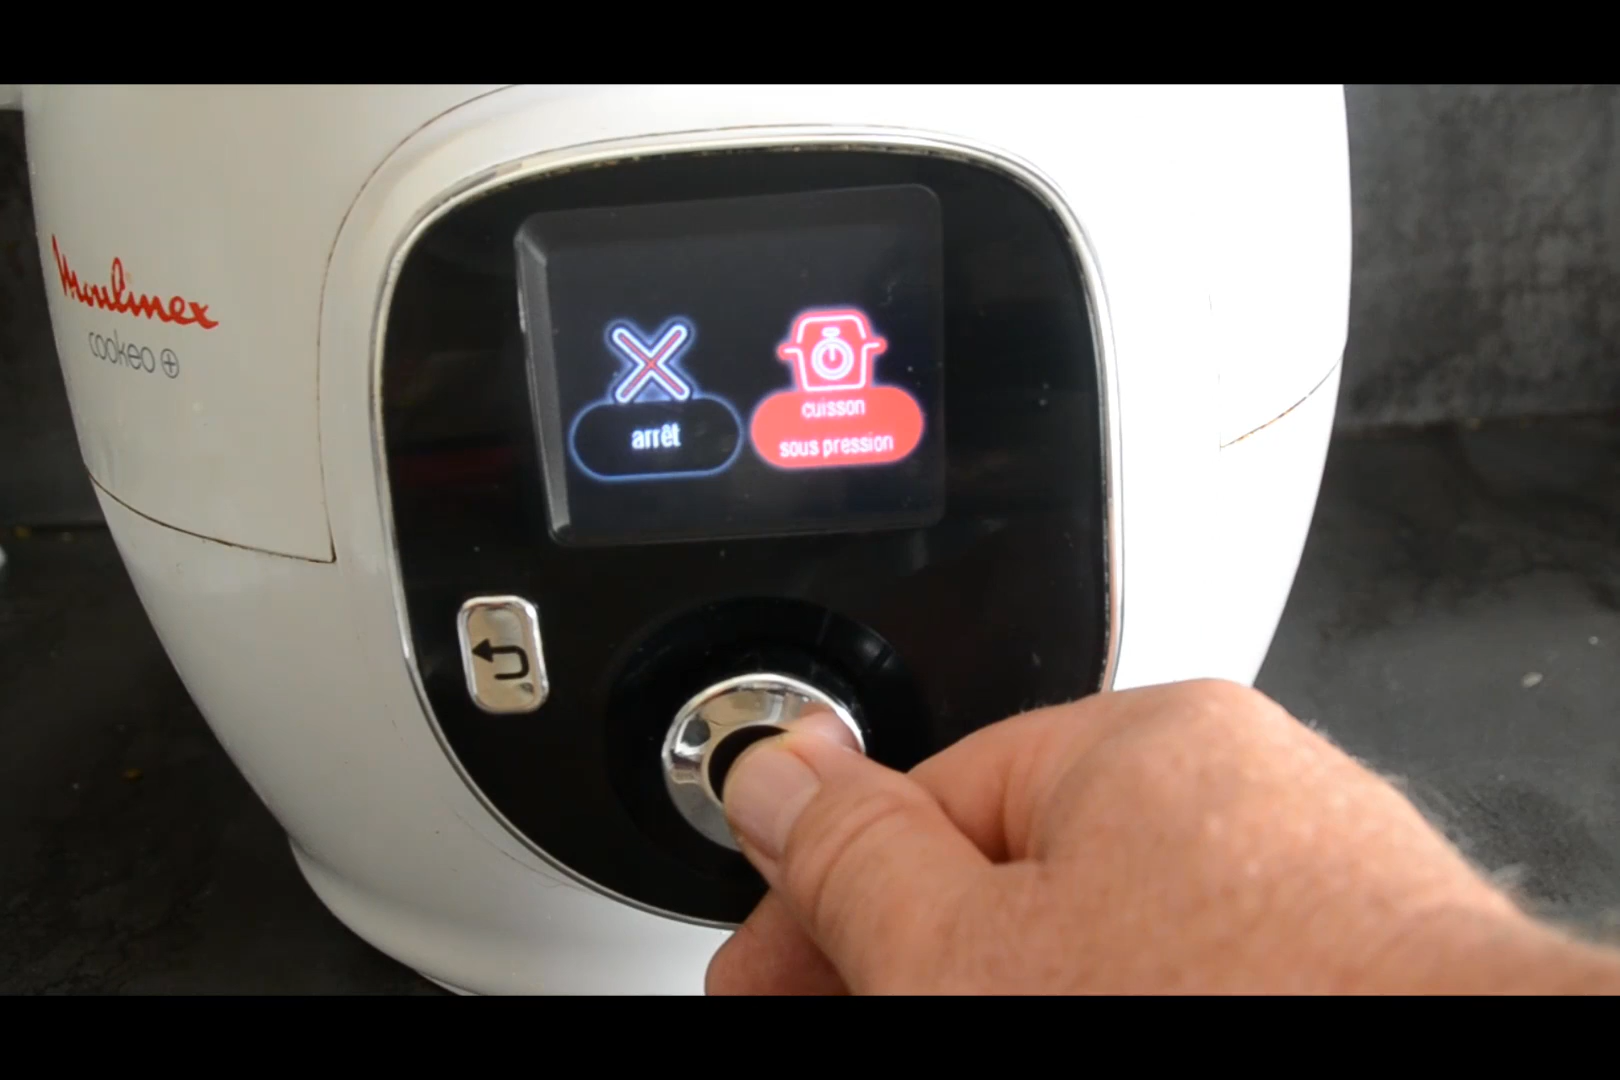 Moulinex
cookeo +
arrêt
cuisson
sous pression